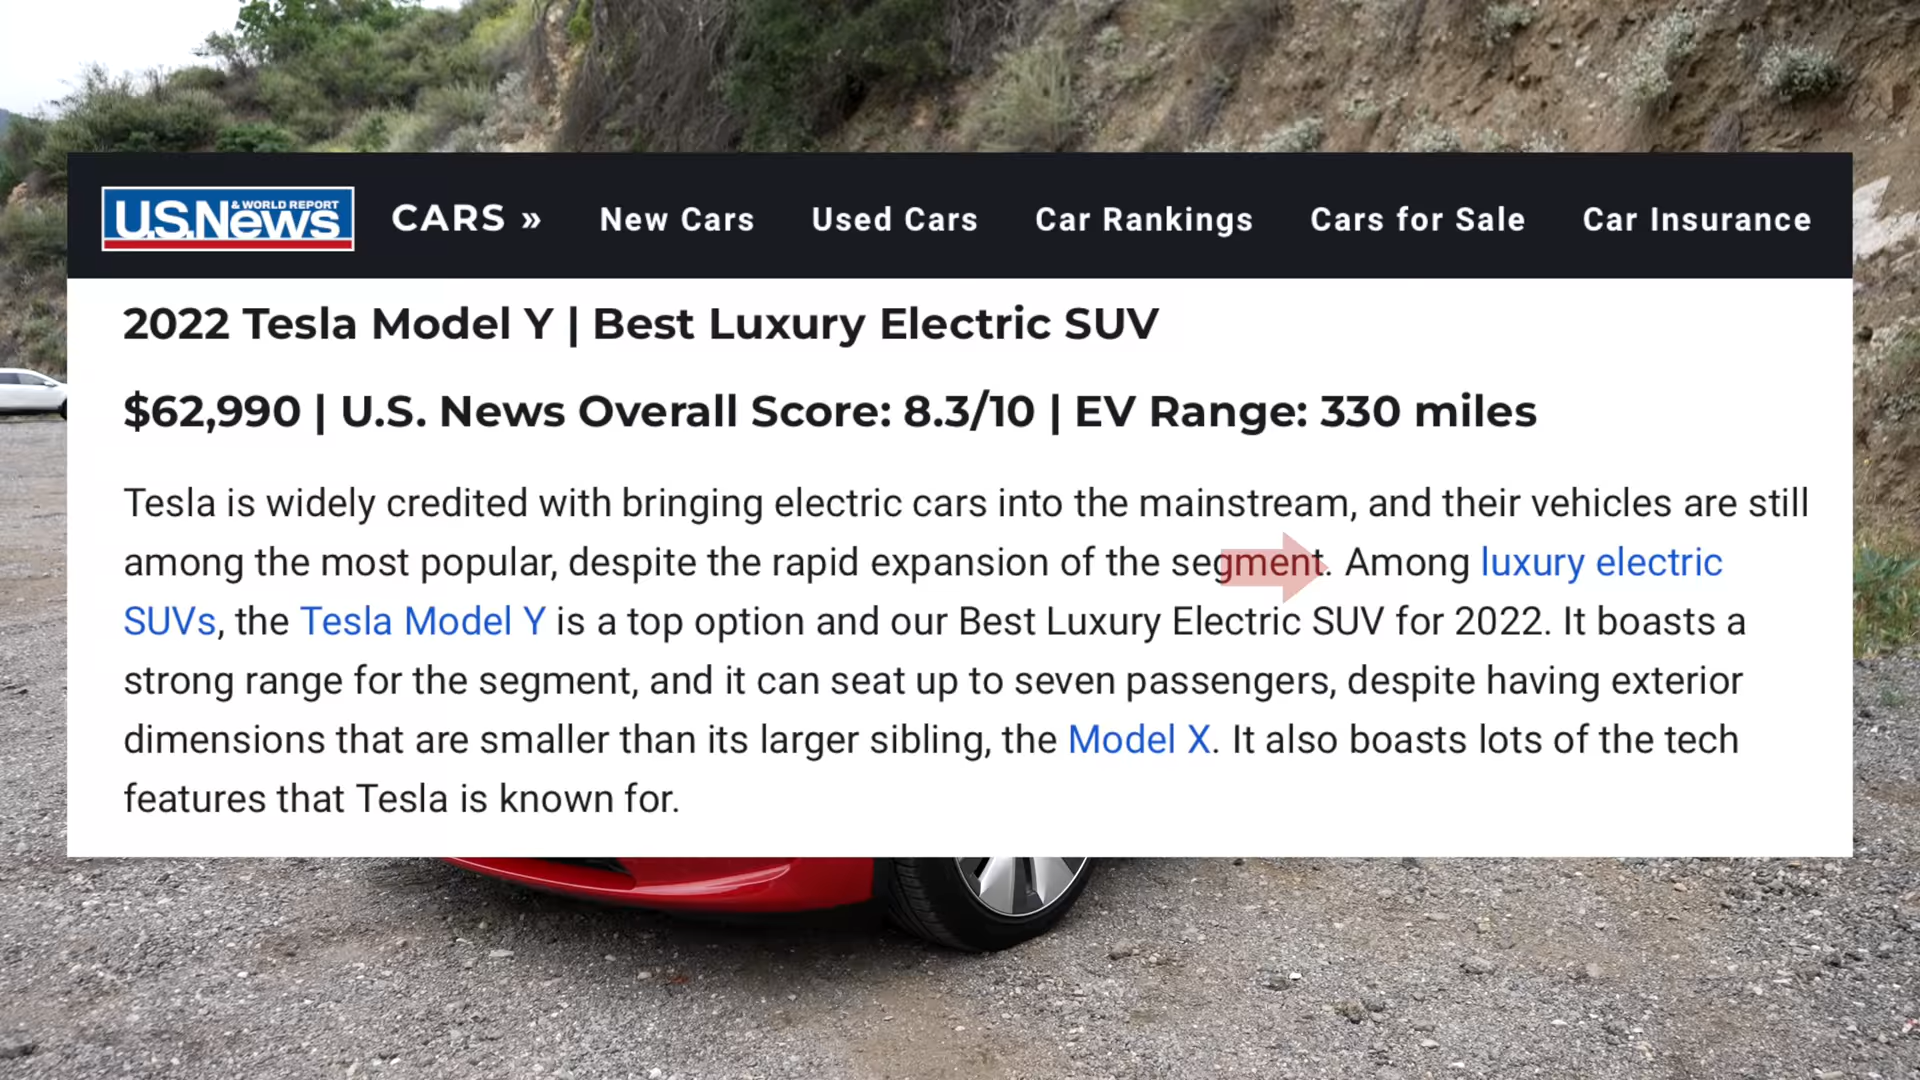 U.S.News & WORLD REPORT CARS » New Cars Used Cars Car Rankings Cars for Sale Car Insurance
2022 Tesla Model Y | Best Luxury Electric SUV
$62,990 | U.S. News Overall Score: 8.3/10 | EV Range: 330 miles
Tesla is widely credited with bringing electric cars into the mainstream, and their vehicles are still
among the most popular, despite the rapid expansion of the segment. Among luxury electric
SUVs, the Tesla Model Y is a top option and our Best Luxury Electric SUV for 2022. It boasts a
strong range for the segment, and it can seat up to seven passengers, despite having exterior
dimensions that are smaller than its larger sibling, the Model X. It also boasts lots of the tech
features that Tesla is known for.